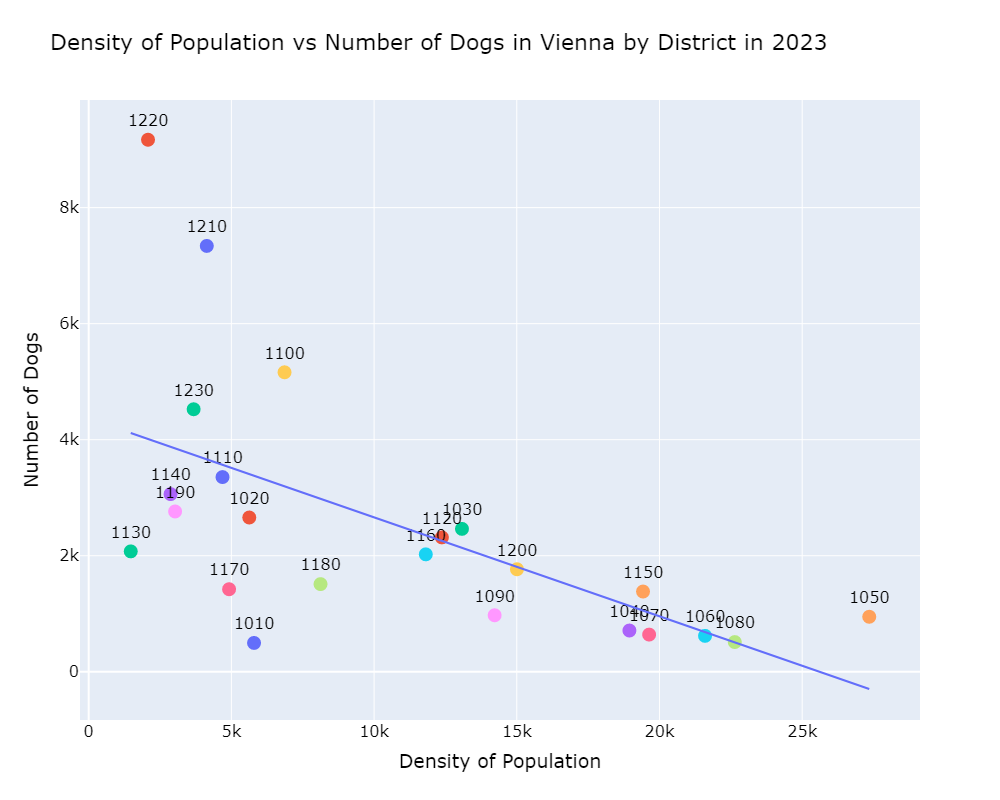 Density of Population vs Number of Dogs in Vienna by District in 2023
1220
8k
1210
6k
1100
1230
Number of Dogs
4k
1110
1140
1190
1020
1030
1120
1130
1160
2k
1200
1180
1170
1150
1090
1050
1010
1040
1070
1060
1080
0
0
5k
10k
15k
20k
25k
Density of Population